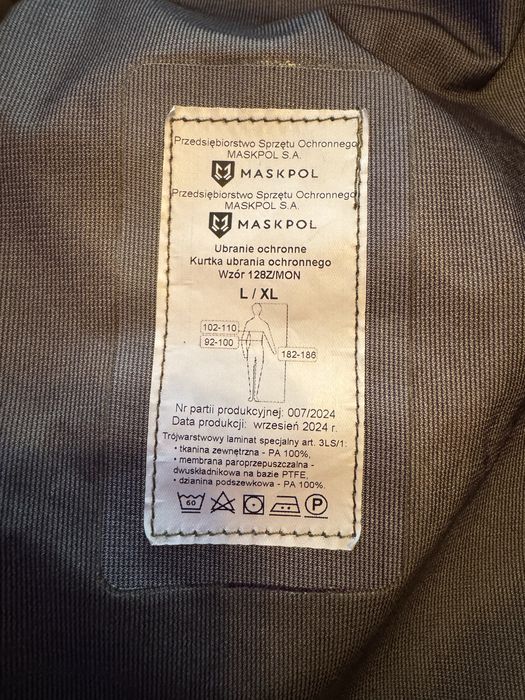 Przedsiębiorstwo Sprzętu Ochronnego
MASKPOL S.A.
MASKPOL
Przedsiębiorstwo Sprzętu Ochronnego
MASKPOL S.A.
MASKPOL
Ubranie ochronne
Kurtka ubrania ochronnego
Wzór 128Z/MON
L / XL
102-110
92-100
182-186
Nr partii produkcyjnej: 007/2024
Data produkcji: wrzesień 2024 r.
Trójwarstwowy laminat specjalny art. 3LS/1:
• tkanina zewnętrzna - PA 100%,
• membrana paroprzepuszczalna -
dwuskładnikowa na bazie PTFE,
• dzianina podszewkowa - PA 100%.
60 P